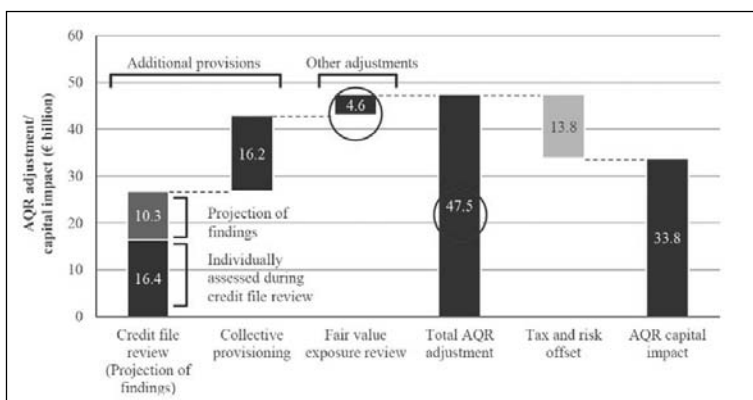 60
50
40
30
20
10
0
AQR adjustment/
capital impact (€ billion)
Additional provisions
Other adjustments
10.3
16.4
Projection of
findings
Individually
assessed during
credit file review
16.2
4.6
47.5
13.8
33.8
Credit file
review
(Projection of
findings)
Collective
provisioning
Fair value
exposure review
Total AQR
adjustment
Tax and risk
offset
AQR capital
impact